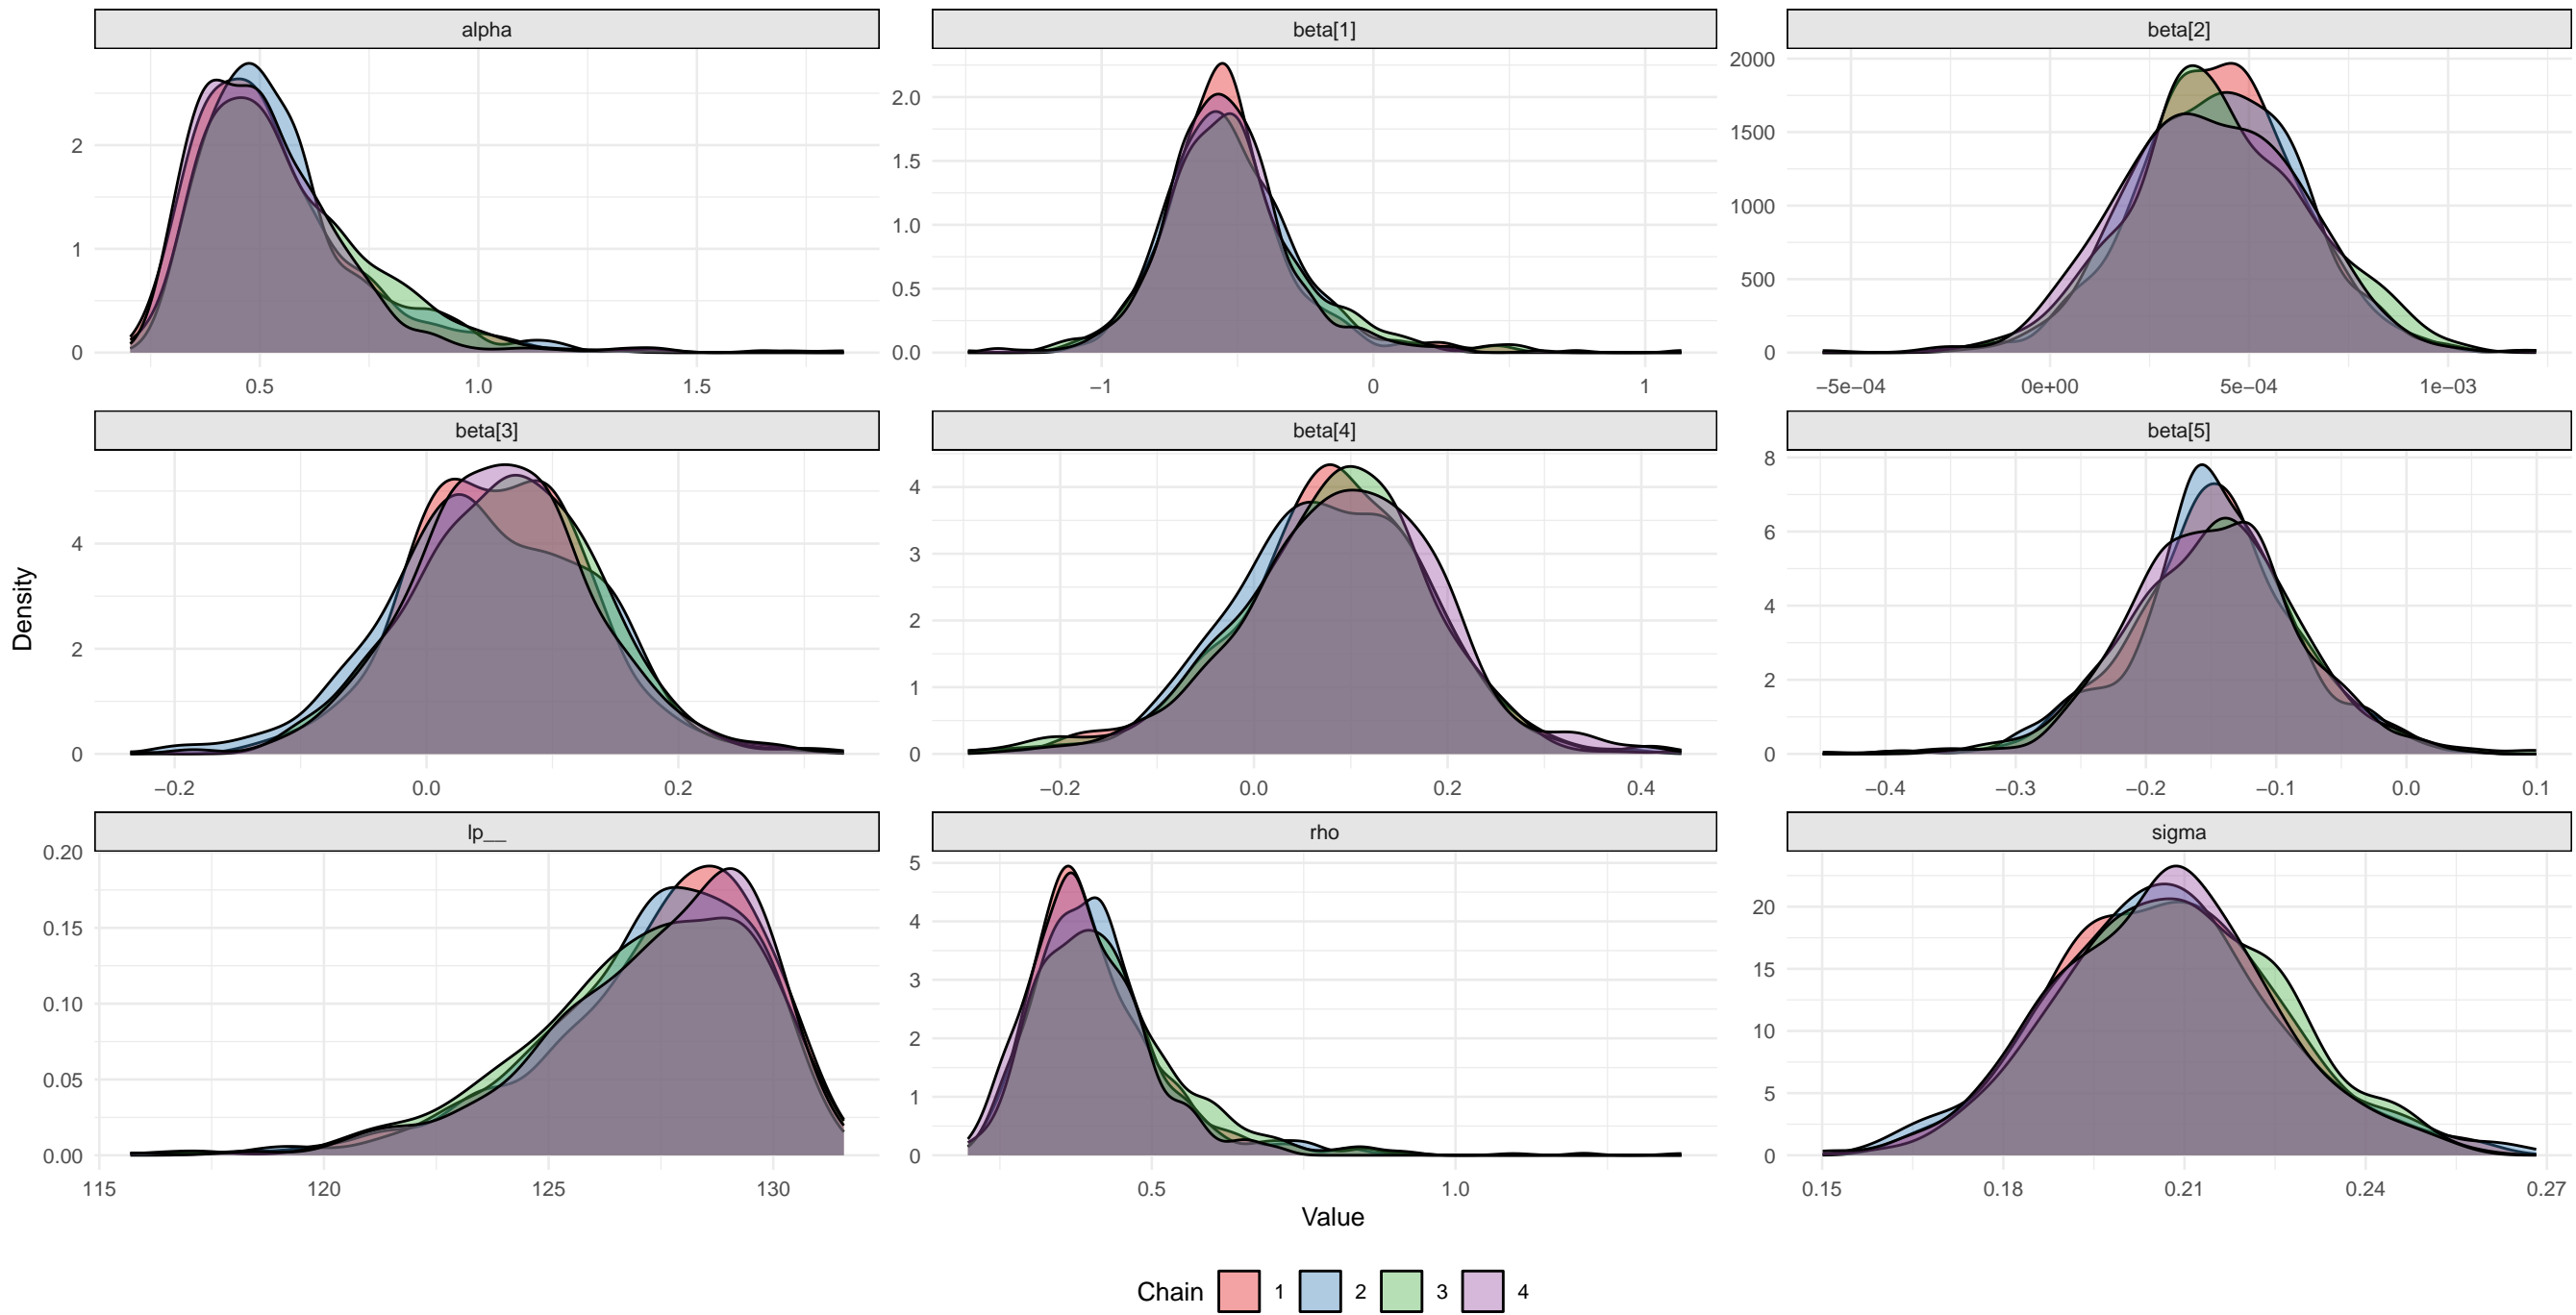 alpha beta[1] beta[2]
2 1 0
0.5 1.0 1.5
2.0 1.5 1.0 0.5 0.0
−1 0 1
2000 1500 1000 500 0
−5e−04 0e+00 5e−04 1e−03
beta[3] beta[4] beta[5]
4 2 0
−0.2 0.0 0.2
4 3 2 1 0
−0.2 0.0 0.2 0.4
8 6 4 2 0
−0.4 −0.3 −0.2 −0.1 0.0 0.1
Density
lp__ rho sigma
0.20 0.15 0.10 0.05 0.00
115 120 125 130
5 4 3 2 1 0
0.5 1.0
20 15 10 5 0
0.15 0.18 0.21 0.24 0.27
Value
Chain 1 2 3 4